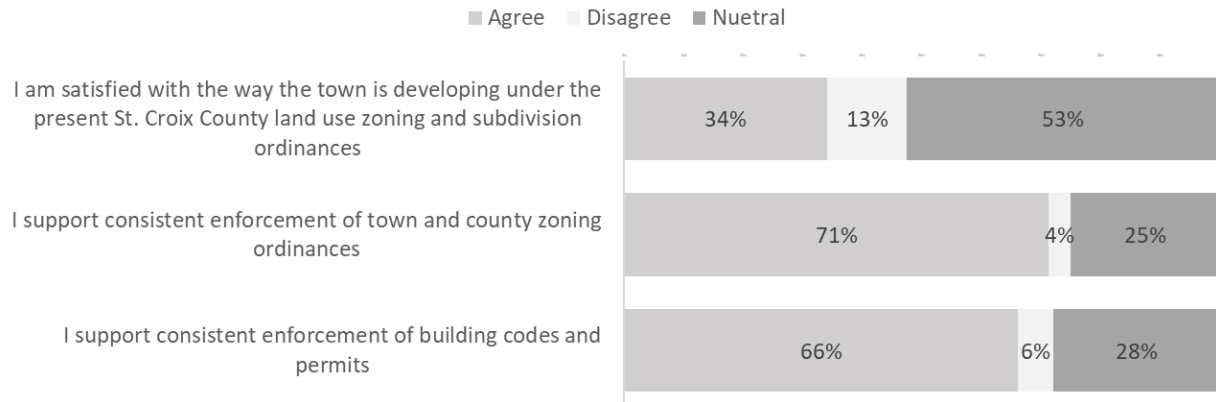 Agree Disagree Nuetral
I am satisfied with the way the town is developing under the
present St. Croix County land use zoning and subdivision
ordinances
34% 13% 53%
I support consistent enforcement of town and county zoning
ordinances
71% 4% 25%
I support consistent enforcement of building codes and
permits
66% 6% 28%